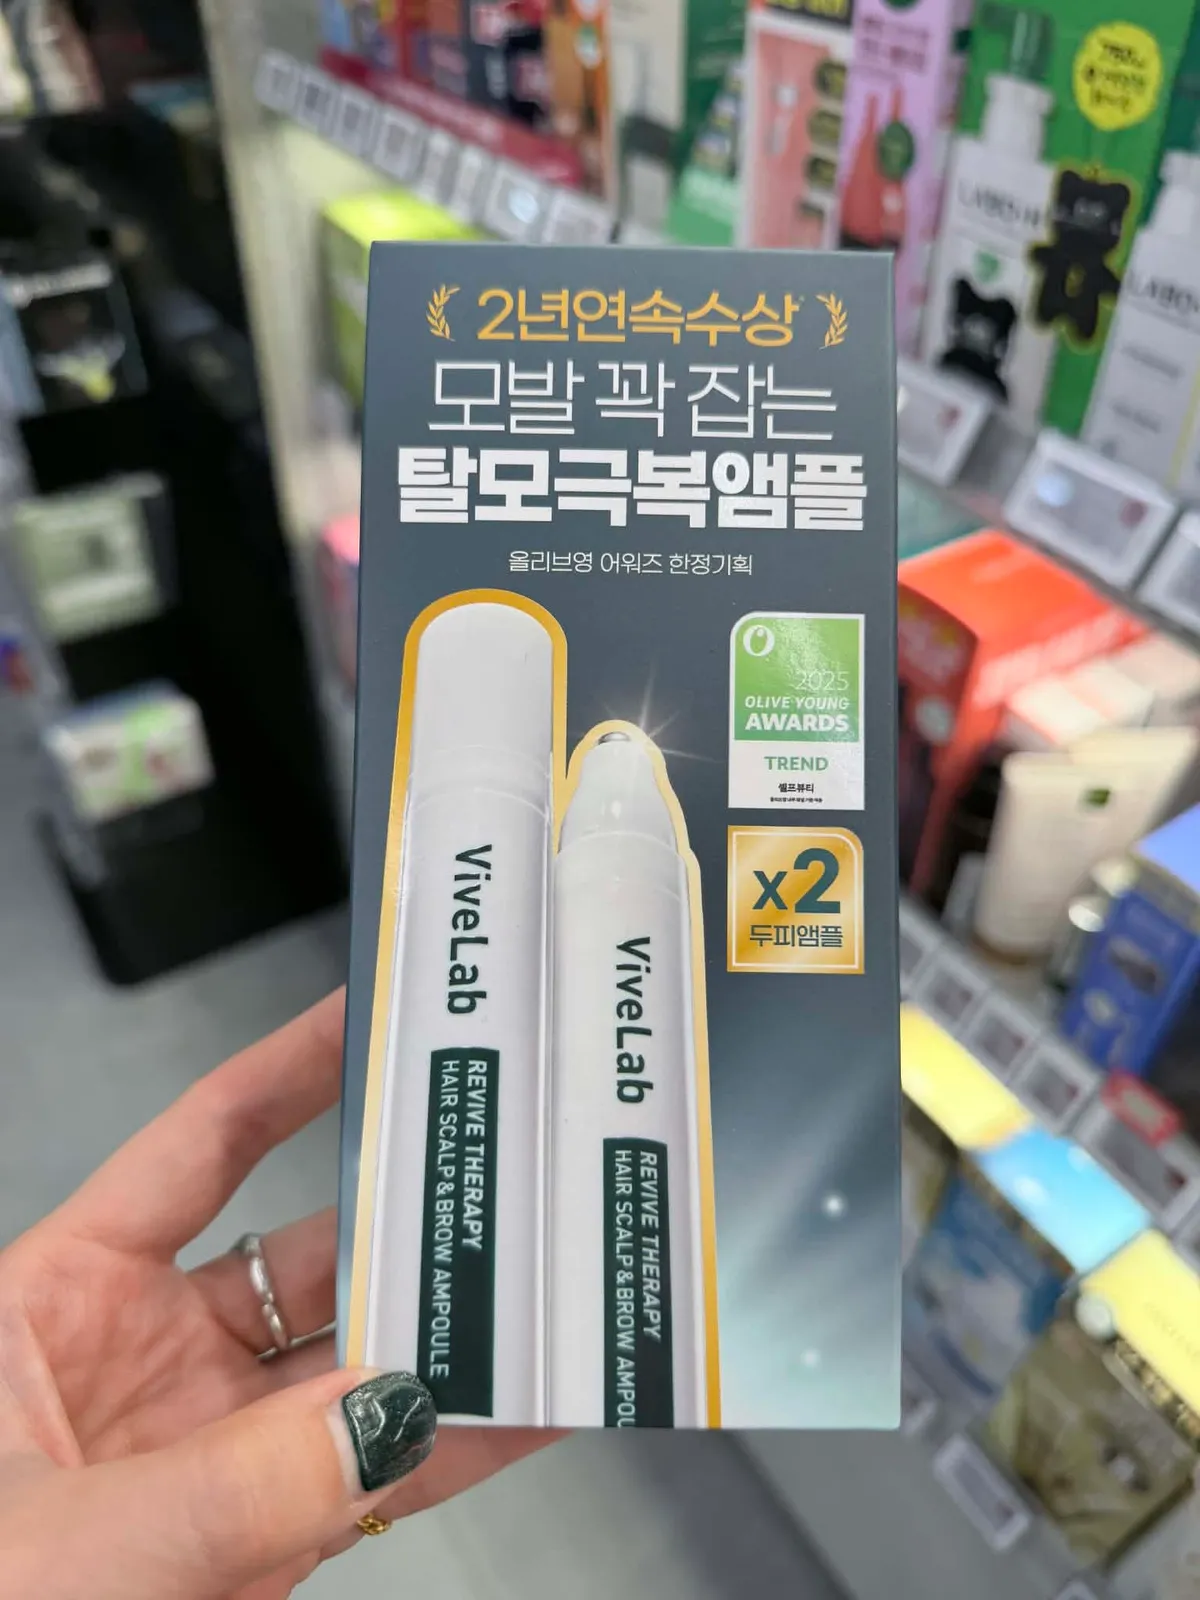 2년연속수상
모발 꽉 잡는
탈모극복앰플
올리브영 어워즈 한정기획
2025
OLIVE YOUNG
AWARDS
TREND
셀프뷰티
x2
두피앰플
ViveLab
REVIVE THERAPY
HAIR SCALP & BROW AMPOULE
ViveLab
REVIVE THERAPY
HAIR SCALP & BROW AMPOU